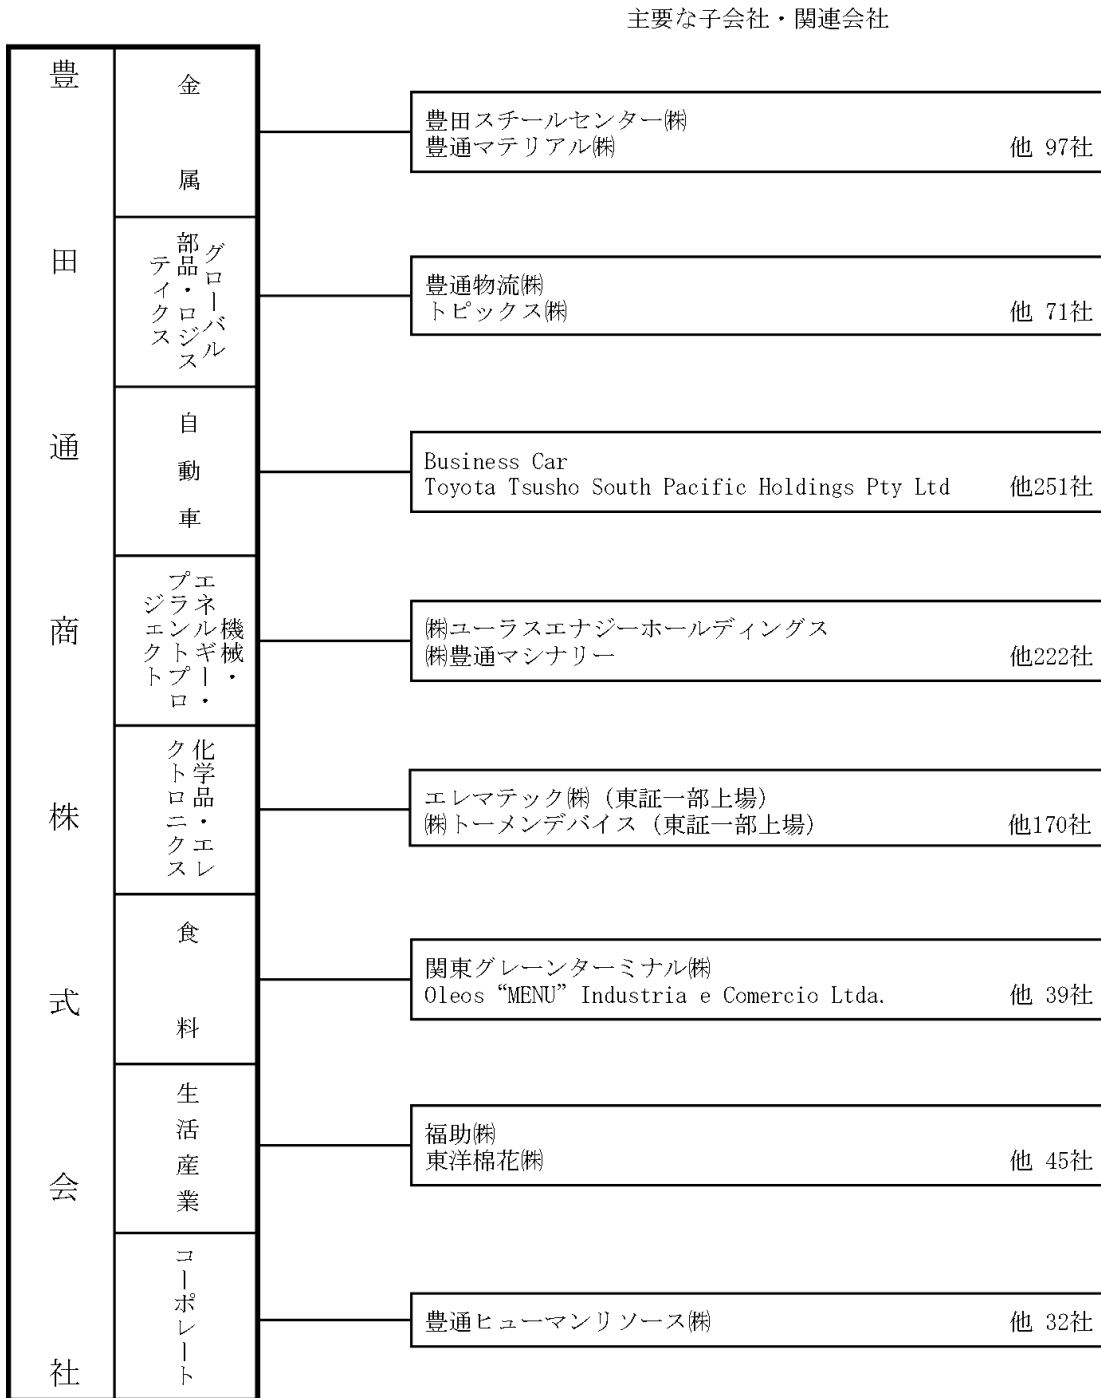 主要な子会社・関連会社
豊田通商株式会社
金属
豊田スチールセンター㈱
豊通マテリアル㈱ 他 97社
グローバル
部品・ロジス
ティクス
豊通物流㈱
トピックス㈱ 他 71社
自動車
Business Car
Toyota Tsusho South Pacific Holdings Pty Ltd 他251社
機械・
エネルギー・
プラントプロ
ジェクト
㈱ユーラスエナジーホールディングス
㈱豊通マシナリー 他222社
化学品・エレ
クトロニクス
エレマテック㈱（東証一部上場）
㈱トーメンデバイス（東証一部上場） 他170社
食料
関東グレーンターミナル㈱
Oleos “MENU” Industria e Comercio Ltda. 他 39社
生活産業
福助㈱
東洋棉花㈱ 他 45社
コーポレート
豊通ヒューマンリソース㈱ 他 32社